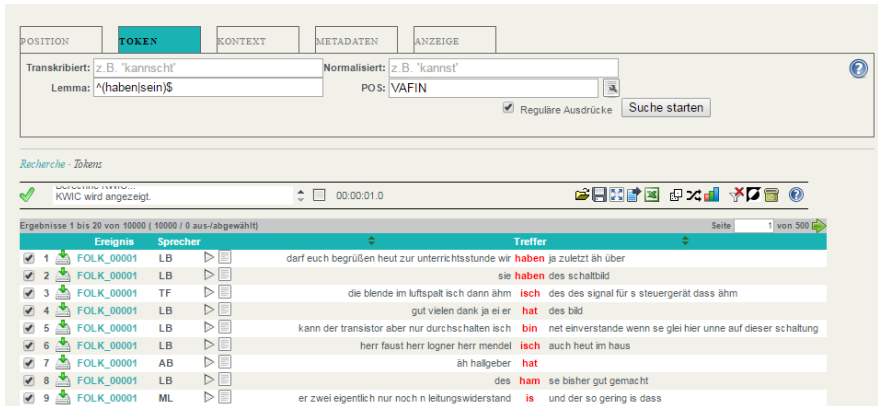 POSITION TOKEN KONTEXT METADATEN ANZEIGE
Transkribiert: z.B. 'kannscht' Normalisiert: z.B. 'kannst'
Lemma: ^(haben|sein)$ POS: VAFIN
Reguläre Ausdrücke Suche starten
Recherche - Tokens
KWIC wird angezeigt. 00:00:01.0
Ergebnisse 1 bis 20 von 10000 ( 10000 / 0 aus-/abgewählt) Seite 1 von 500
Ereignis Sprecher Treffer
1 FOLK_00001 LB darf euch begrüßen heut zur unterrichtsstunde wir haben ja zuletzt äh über
2 FOLK_00001 LB sie haben des schaltbild
3 FOLK_00001 TF die blende im luftspalt isch dann ähm isch des des signal für s steuergerät dass ähm
4 FOLK_00001 LB gut vielen dank ja ei er hat des bild
5 FOLK_00001 LB kann der transistor aber nur durchschalten isch bin net einverstande wenn se glei hier unne auf dieser schaltung
6 FOLK_00001 LB herr faust herr logner herr mendel isch auch heut im haus
7 FOLK_00001 AB äh hallgeber hat
8 FOLK_00001 LB des ham se bisher gut gemacht
9 FOLK_00001 ML er zwei eigentlich nur noch n leitungswiderstand is und der so gering is dass